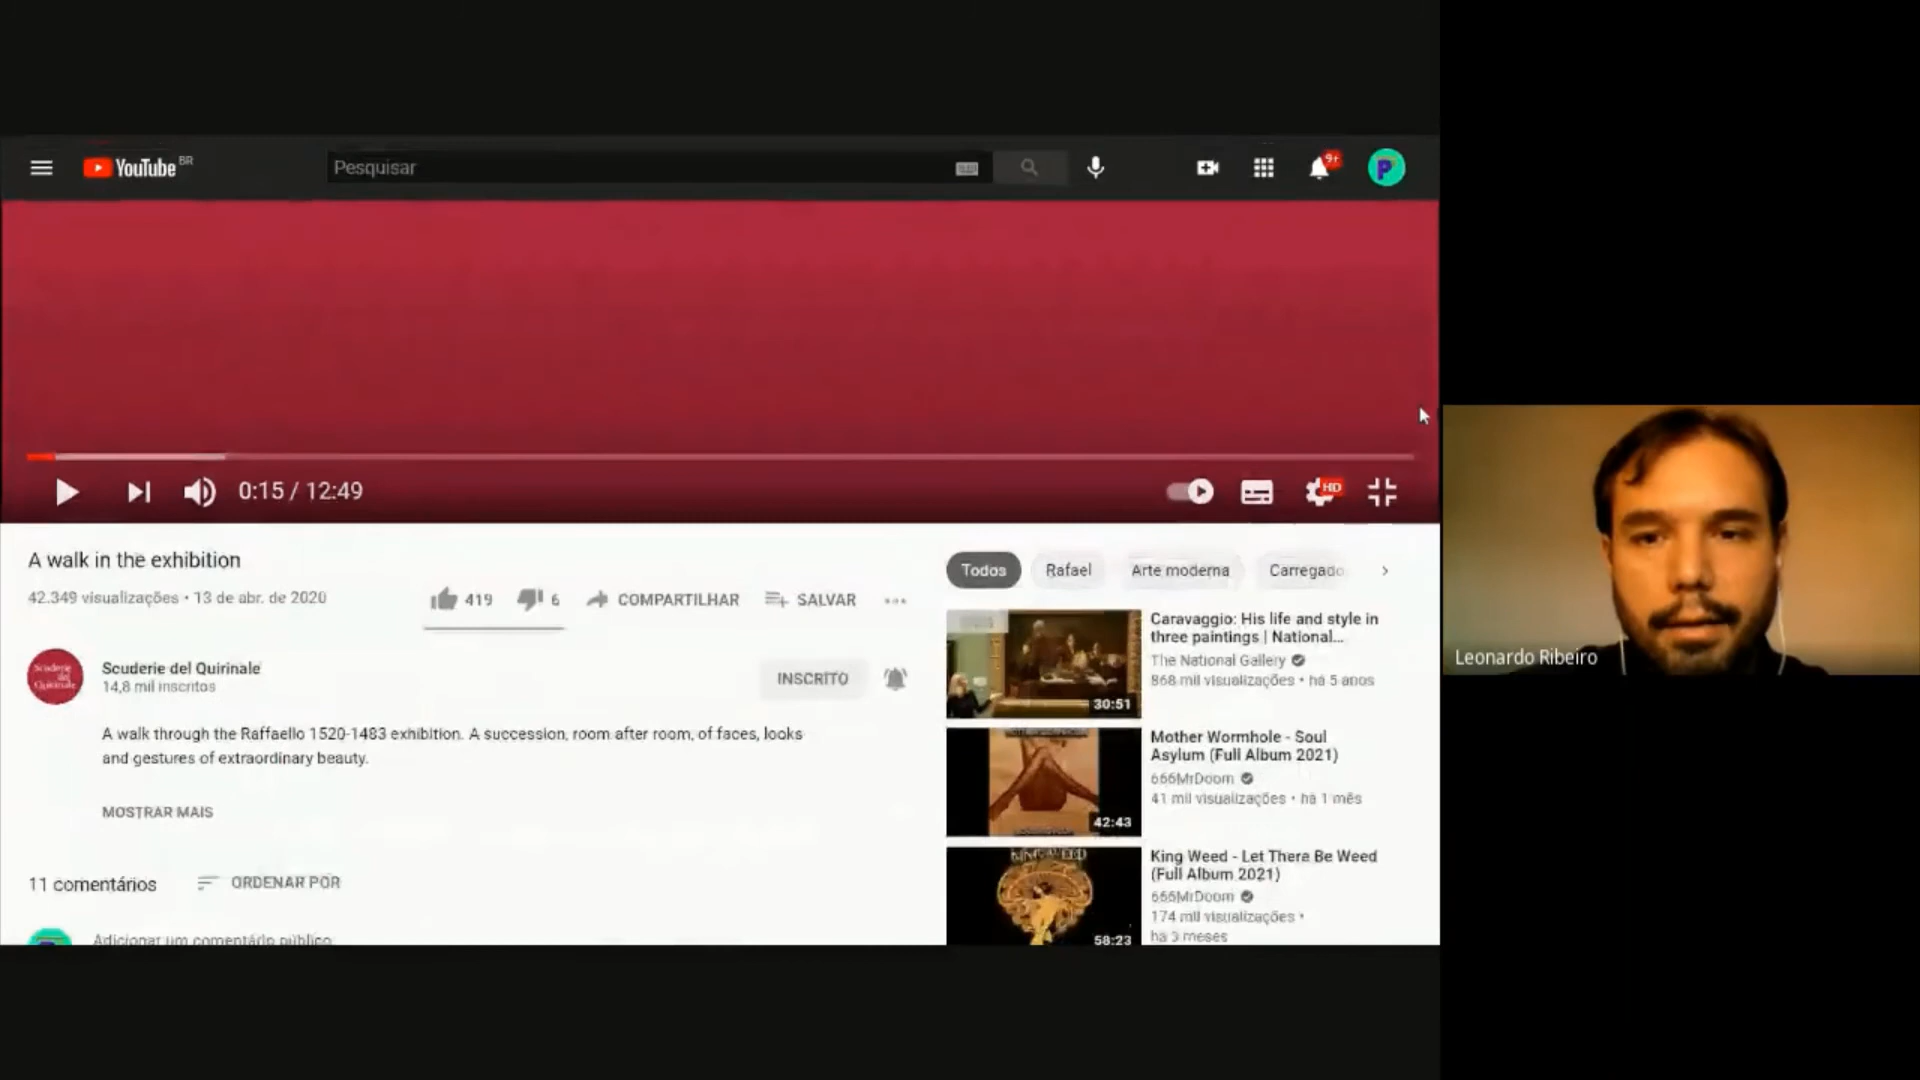 YouTube BR
Pesquisar
9+
0:15 / 12:49
HD
A walk in the exhibition
42.349 visualizações • 13 de abr. de 2020
419
6
COMPARTILHAR
SALVAR
Scuderie del Quirinale
Scuderie del Quirinale
14,8 mil inscritos
INSCRITO
A walk through the Raffaello 1520-1483 exhibition. A succession, room after room, of faces, looks
and gestures of extraordinary beauty.
MOSTRAR MAIS
11 comentários
ORDENAR POR
Adicionar um comentário público
Todos
Rafael
Arte moderna
Carregado
Caravaggio: His life and style in
three paintings | National...
The National Gallery
868 mil visualizações • há 5 anos
30:51
Mother Wormhole - Soul
Asylum (Full Album 2021)
666MrDoom
41 mil visualizações • há 1 mês
42:43
King Weed - Let There Be Weed
(Full Album 2021)
666MrDoom
174 mil visualizações •
há 3 meses
58:23
Leonardo Ribeiro